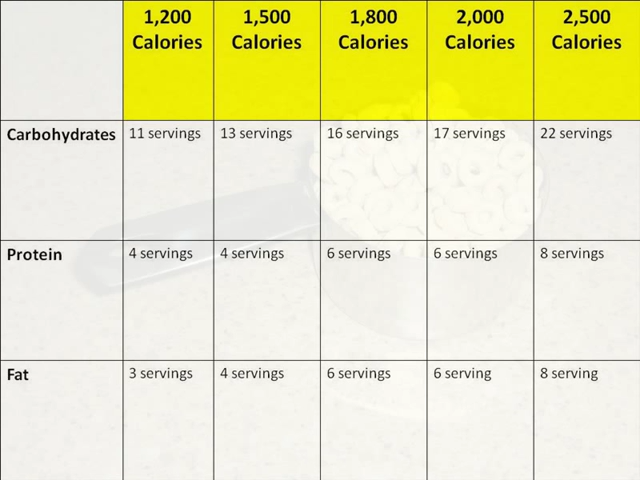 1,200 Calories
1,500 Calories
1,800 Calories
2,000 Calories
2,500 Calories
Carbohydrates 11 servings 13 servings 16 servings 17 servings 22 servings
Protein 4 servings 4 servings 6 servings 6 servings 8 servings
Fat 3 servings 4 servings 6 servings 6 serving 8 serving